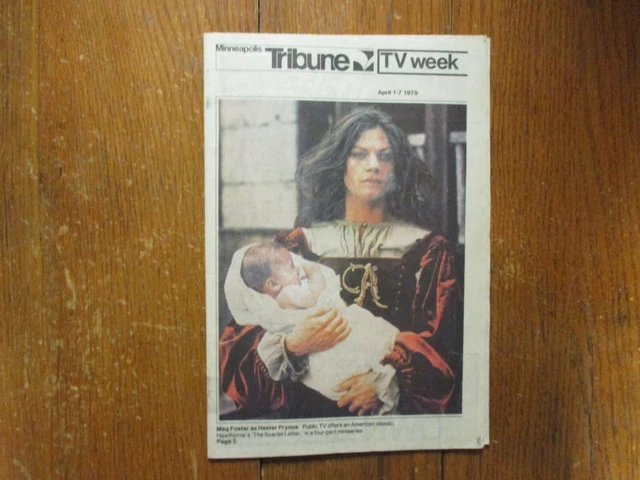 Minneapolis
Tribune TV week
April 1-7 1979
A
Meg Foster as Hester Prynne Public TV offers an American classic,
Hawthorne's 'The Scarlet Letter,' in a four-part miniseries
Page 3